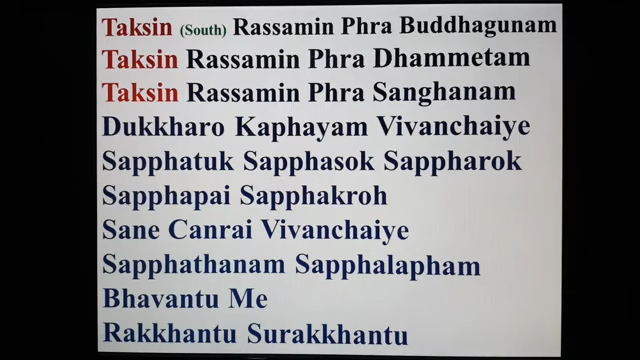 Taksin (South) Rassamin Phra Buddhagunam
Taksin Rassamin Phra Dhammetam
Taksin Rassamin Phra Sanghanam
Dukkharo Kaphayam Vivanchaiye
Sapphatuk Sapphasok Sappharok
Sapphapai Sapphakroh
Sane Canrai Vivanchaiye
Sapphathanam Sapphalapham
Bhavantu Me
Rakkhantu Surakkhantu